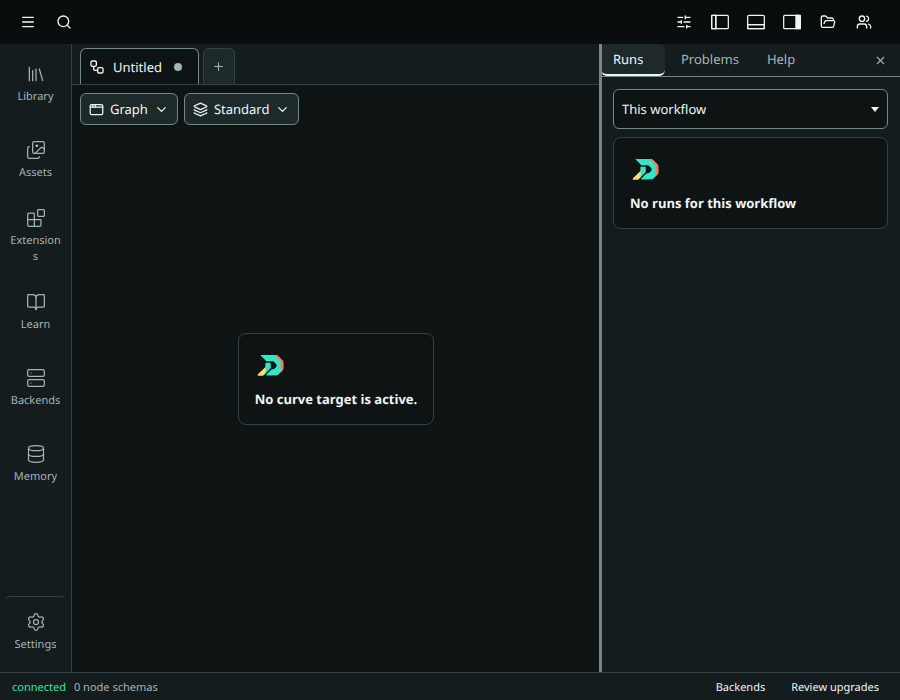 Untitled
Runs
Problems
Help
Library
Graph
Standard
This workflow
Assets
No runs for this workflow
Extension
s
Learn
No curve target is active.
Backends
Memory
Settings
connected
0 node schemas
Backends
Review upgrades